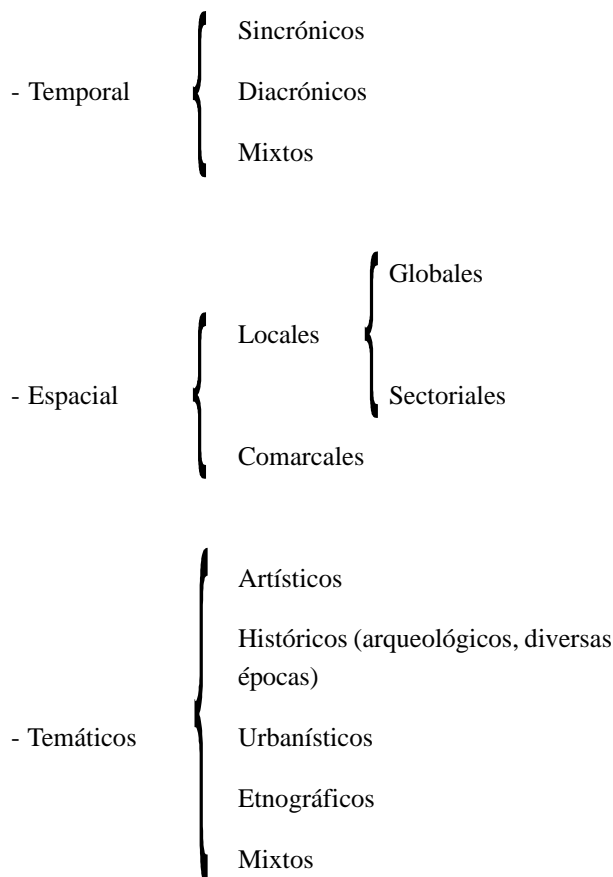 Sincrónicos
- Temporal
Diacrónicos
Mixtos
Globales
Locales
- Espacial
Sectoriales
Comarcales
Artísticos
Históricos (arqueológicos, diversas
épocas)
- Temáticos
Urbanísticos
Etnográficos
Mixtos